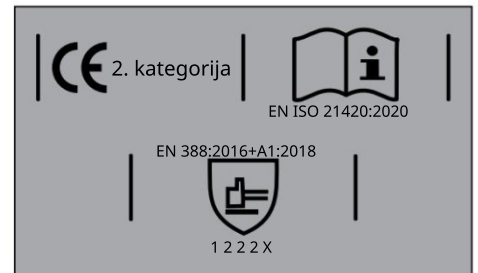 CE 2. kategorija
EN ISO 21420:2020
EN 388:2016+A1:2018
1 2 2 2 X